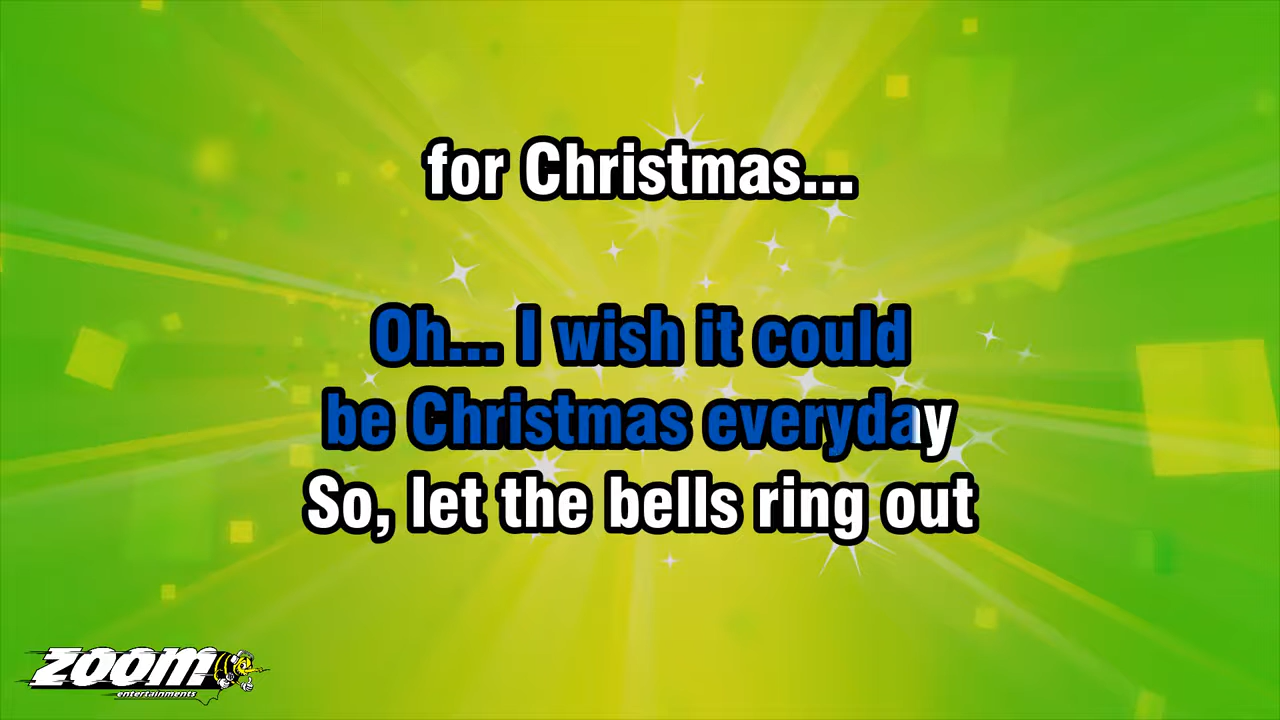 for Christmas...
Oh... I wish it could
be Christmas everyday
So, let the bells ring out
zoom
entertainments